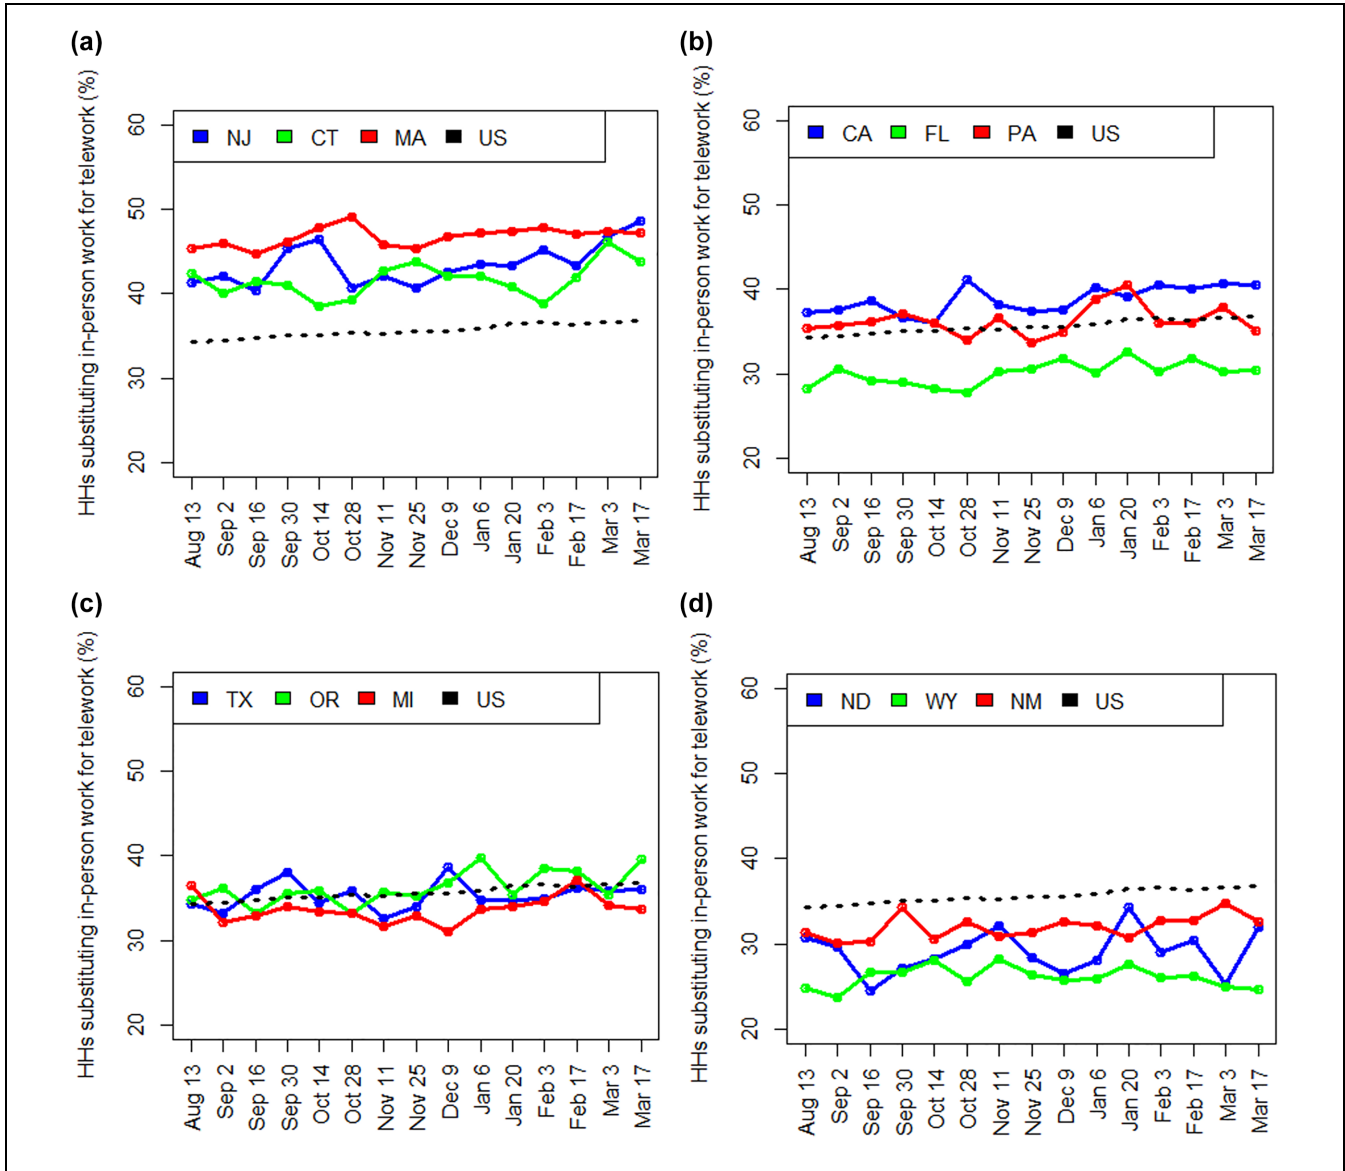 (a)
HHs substituting in-person work for telework (%)
NJ CT MA US
60
50
40
30
20
Aug 13 Sep 2 Sep 16 Sep 30 Oct 14 Oct 28 Nov 11 Nov 25 Dec 9 Jan 6 Jan 20 Feb 3 Feb 17 Mar 3 Mar 17
(b)
HHs substituting in-person work for telework (%)
CA FL PA US
60
50
40
30
20
Aug 13 Sep 2 Sep 16 Sep 30 Oct 14 Oct 28 Nov 11 Nov 25 Dec 9 Jan 6 Jan 20 Feb 3 Feb 17 Mar 3 Mar 17
(c)
HHs substituting in-person work for telework (%)
TX OR MI US
60
50
40
30
20
Aug 13 Sep 2 Sep 16 Sep 30 Oct 14 Oct 28 Nov 11 Nov 25 Dec 9 Jan 6 Jan 20 Feb 3 Feb 17 Mar 3 Mar 17
(d)
HHs substituting in-person work for telework (%)
ND WY NM US
60
50
40
30
20
Aug 13 Sep 2 Sep 16 Sep 30 Oct 14 Oct 28 Nov 11 Nov 25 Dec 9 Jan 6 Jan 20 Feb 3 Feb 17 Mar 3 Mar 17